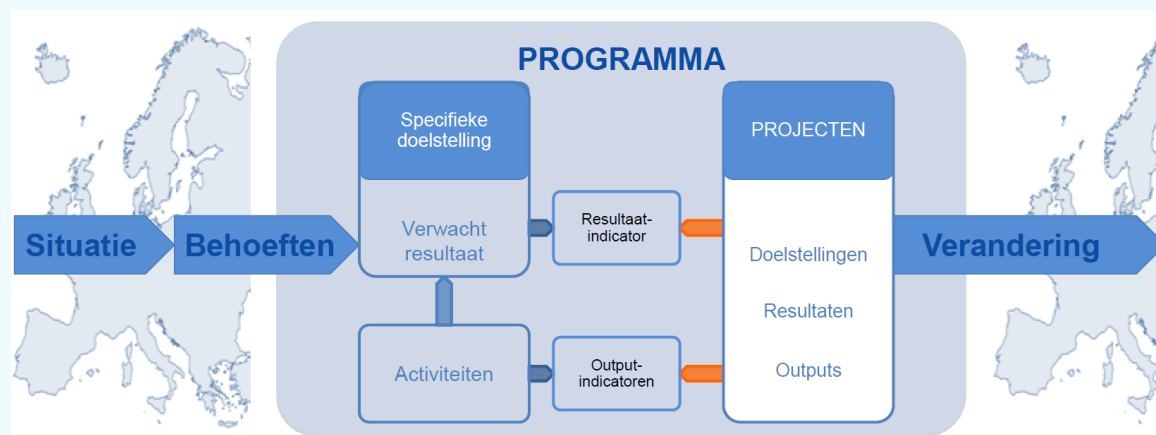 PROGRAMMA
Specifieke
doelstelling
PROJECTEN
Situatie
Behoeften
Verwacht
resultaat
Resultaat-
indicator
Doelstellingen
Verandering
Resultaten
Activiteiten
Output-
indicatoren
Outputs